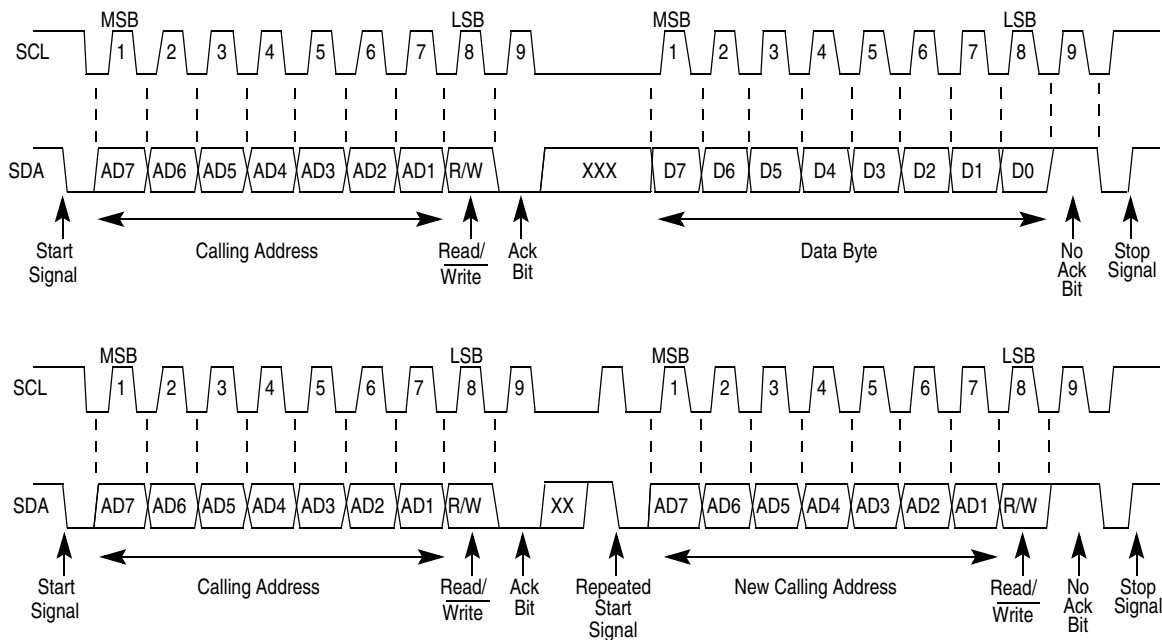 MSB LSB MSB LSB
SCL 1 2 3 4 5 6 7 8 9 1 2 3 4 5 6 7 8 9
SDA AD7 AD6 AD5 AD4 AD3 AD2 AD1 R/W XXX D7 D6 D5 D4 D3 D2 D1 D0
Start Calling Address Read/ Ack Data Byte No Stop
Signal Write Bit Ack Signal
Bit
MSB LSB MSB LSB
SCL 1 2 3 4 5 6 7 8 9 1 2 3 4 5 6 7 8 9
SDA AD7 AD6 AD5 AD4 AD3 AD2 AD1 R/W XX AD7 AD6 AD5 AD4 AD3 AD2 AD1 R/W
Start Calling Address Read/ Ack Repeated New Calling Address Read/ No Stop
Signal Write Bit Start Write Ack Signal
Signal Bit